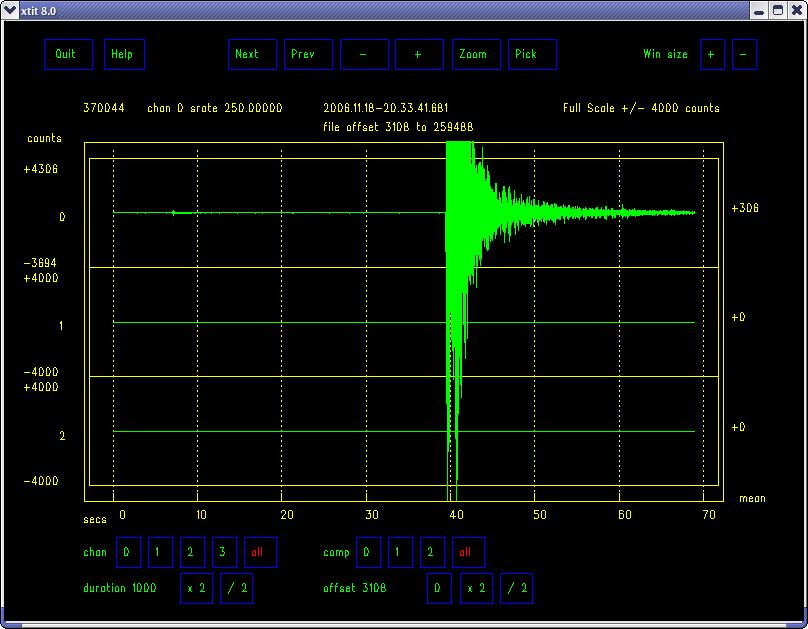 xtit 8.0
Quit Help Next Prev - + Zoom Pick Win size + -
370044 chan 0 srate 250.00000 2006.11.18-20.33.41.681 Full Scale +/- 4000 counts
file offset 3108 to 259488
counts
+4306
0 +306
-3694
+4000
1 +0
-4000
+4000
2 +0
-4000
mean
secs 0 10 20 30 40 50 60 70
chan 0 1 2 3 all comp 0 1 2 all
duration 1000 x 2 / 2 offset 3108 0 x 2 / 2